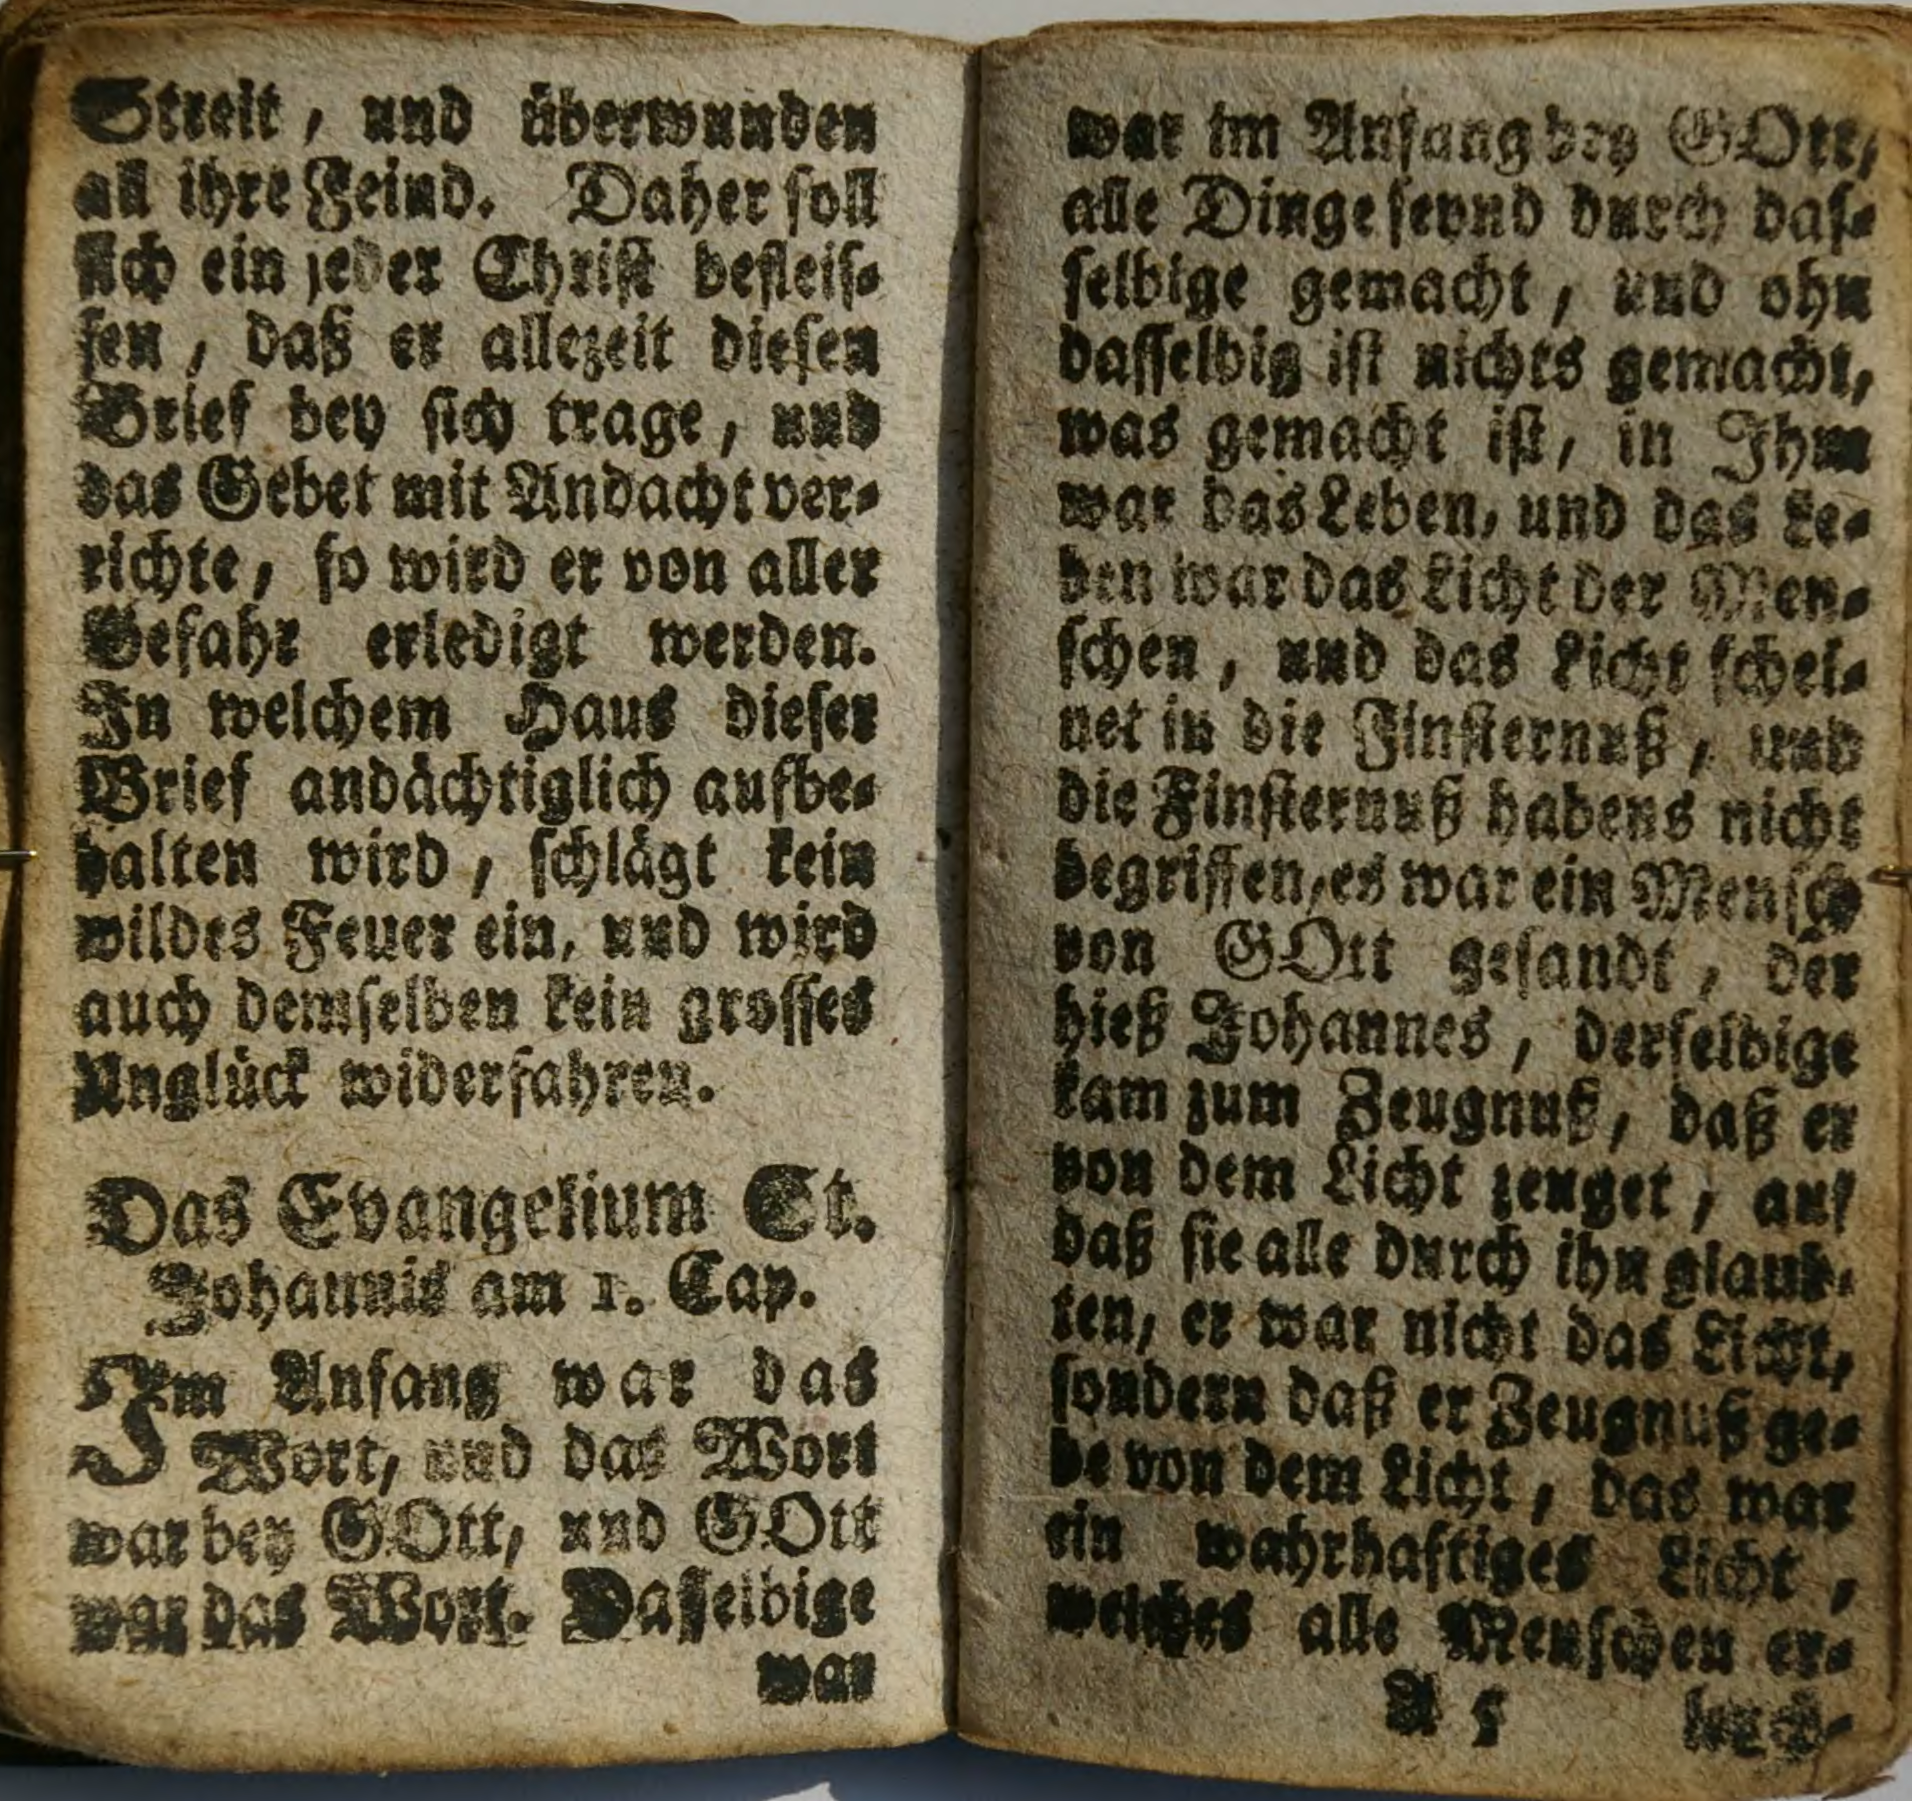 Streit, und überwunden
all ihre Feind. Daher soll
sich ein jeder Christ befleis-
sen, daß er allezeit diesen
Brief bey sich trage, und
das Gebet mit Andacht ver-
richte, so wird er von aller
Gefahr erledigt werden.
In welchem Haus dieser
Brief andächtiglich aufbe-
halten wird, schlägt kein
wildes Feuer ein, und wird
auch demselben kein grosses
Unglück widerfahren.
Das Evangelium St.
Johannis am 1. Cap.
Im Anfang war das
Wort, und das Wort
war bey GOtt, und GOtt
war das Wort. Dasselbige
war
war im Anfang bey GOtt,
alle Dinge seynd durch das-
selbige gemacht, und ohn
dasselbig ist nichts gemacht,
was gemacht ist, in Ihm
war das Leben, und das Le-
ben war das Licht der Men-
schen, und das Licht schei-
net in die Finsternuß, und
die Finsternuß habens nicht
begriffen, es war ein Mensch
von GOtt gesandt, der
hieß Johannes, derselbige
kam zum Zeugnuß, daß er
von dem Licht zeuget, auf
daß sie alle durch ihn glaub-
ten, er war nicht das Licht,
sondern daß er Zeugnuß ge-
be von dem Licht, das war
ein wahrhaftiges Licht,
welches alle Menschen er-
A 5